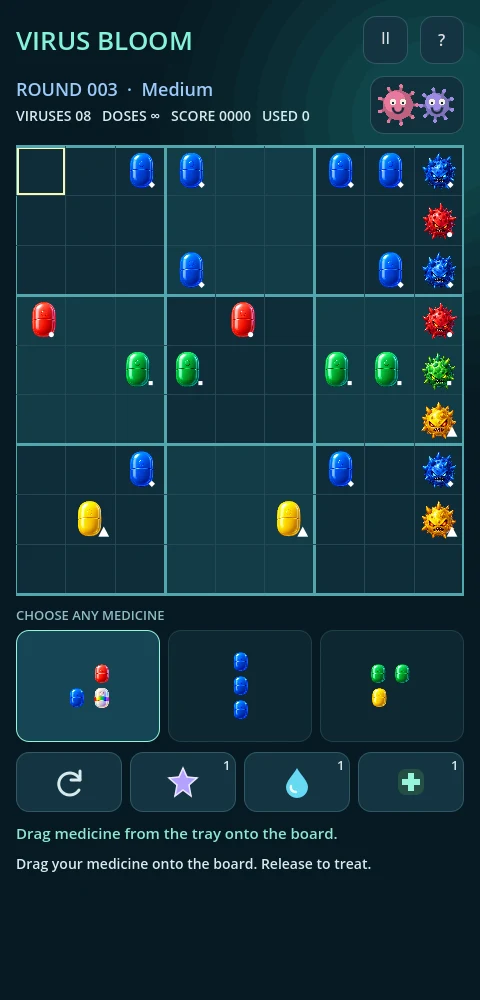 VIRUS BLOOM
II
?
ROUND 003 · Medium
VIRUSES 08 DOSES ∞ SCORE 0000 USED 0
CHOOSE ANY MEDICINE
1
1
1
Drag medicine from the tray onto the board.
Drag your medicine onto the board. Release to treat.